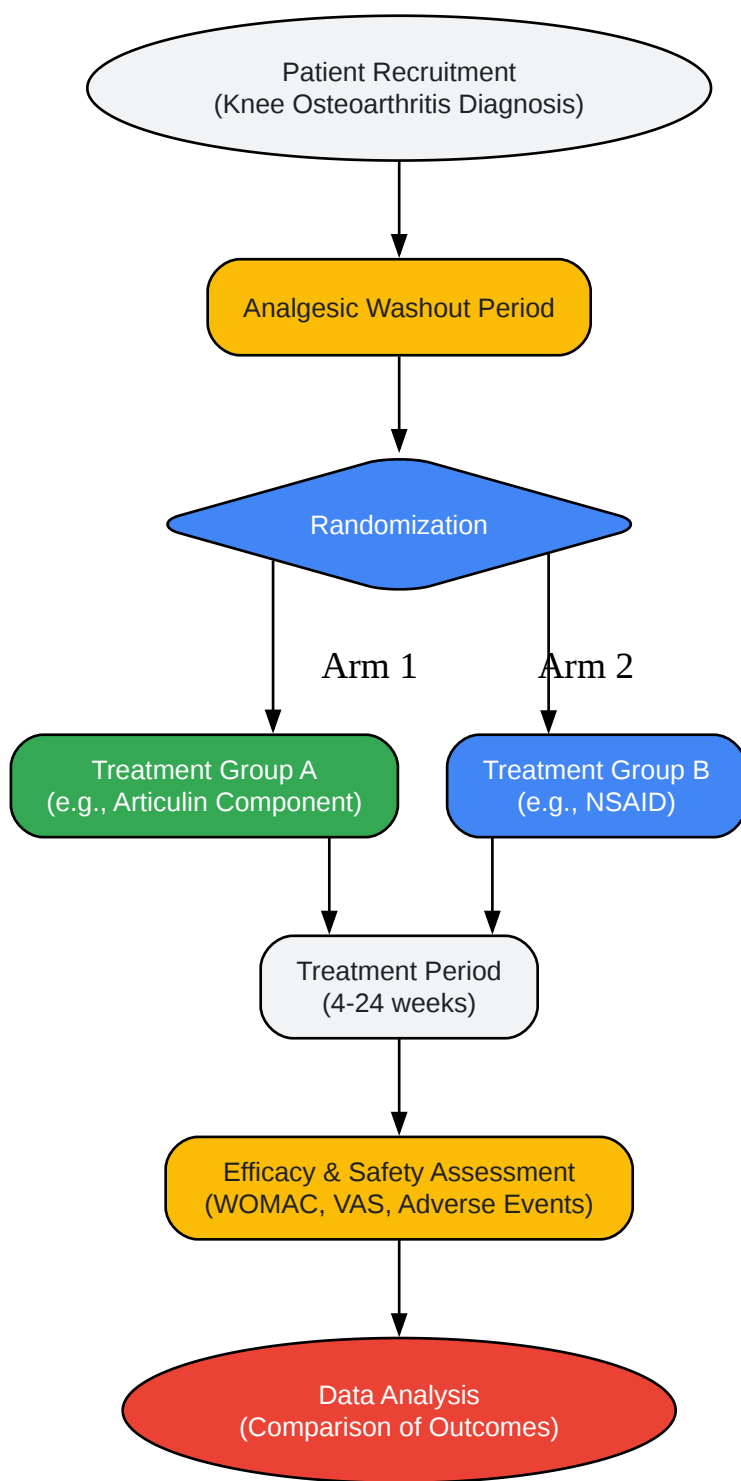 Patient Recruitment
(Knee Osteoarthritis Diagnosis)
Analgesic Washout Period
Randomization
Arm 1
Arm 2
Treatment Group A
(e.g., Articulin Component)
Treatment Group B
(e.g., NSAID)
Treatment Period
(4-24 weeks)
Efficacy & Safety Assessment
(WOMAC, VAS, Adverse Events)
Data Analysis
(Comparison of Outcomes)